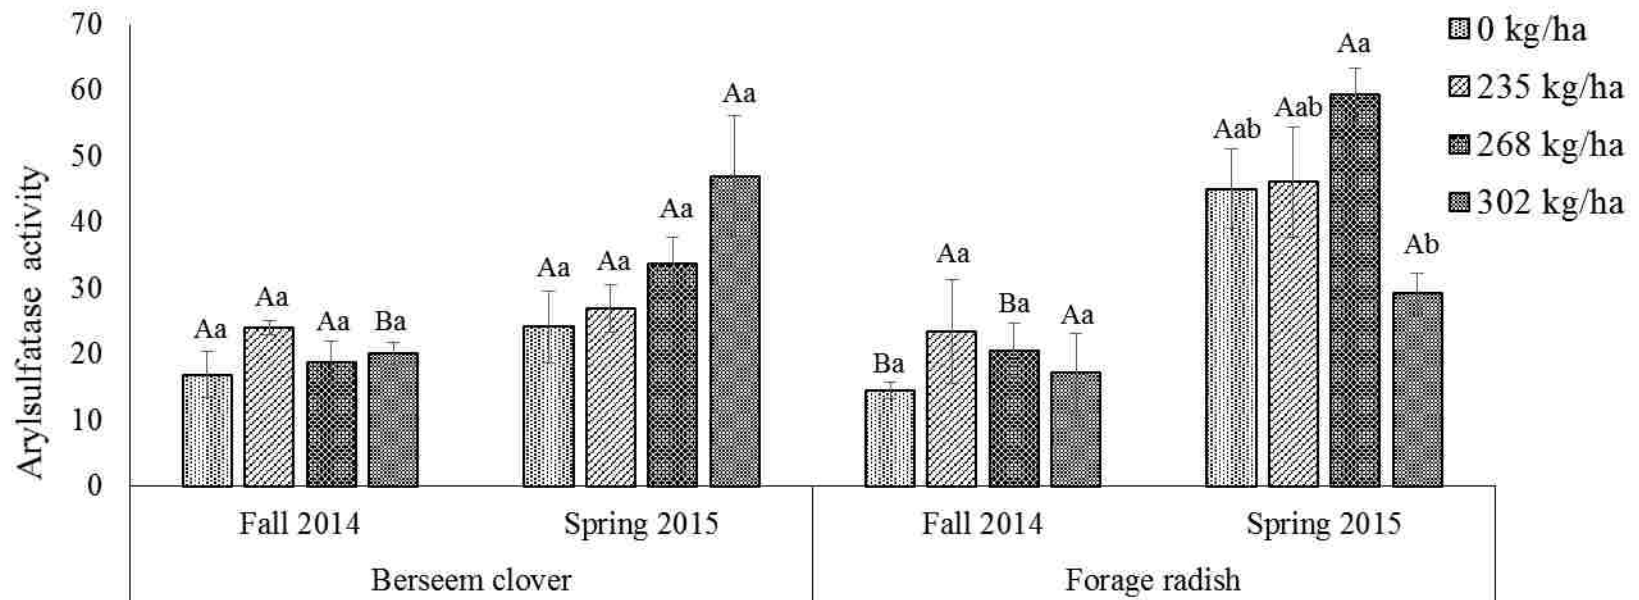 Arylsulfatase activity
70
60
50
40
30
20
10
0
Aa
Aa
Aa
Ba
Aa
Aa
Aa
Aa
Ba
Aa
Ba
Aa
Aab
Aab
Aa
Ab
0 kg/ha
235 kg/ha
268 kg/ha
302 kg/ha
Fall 2014 Spring 2015 Fall 2014 Spring 2015
Berseem clover Forage radish